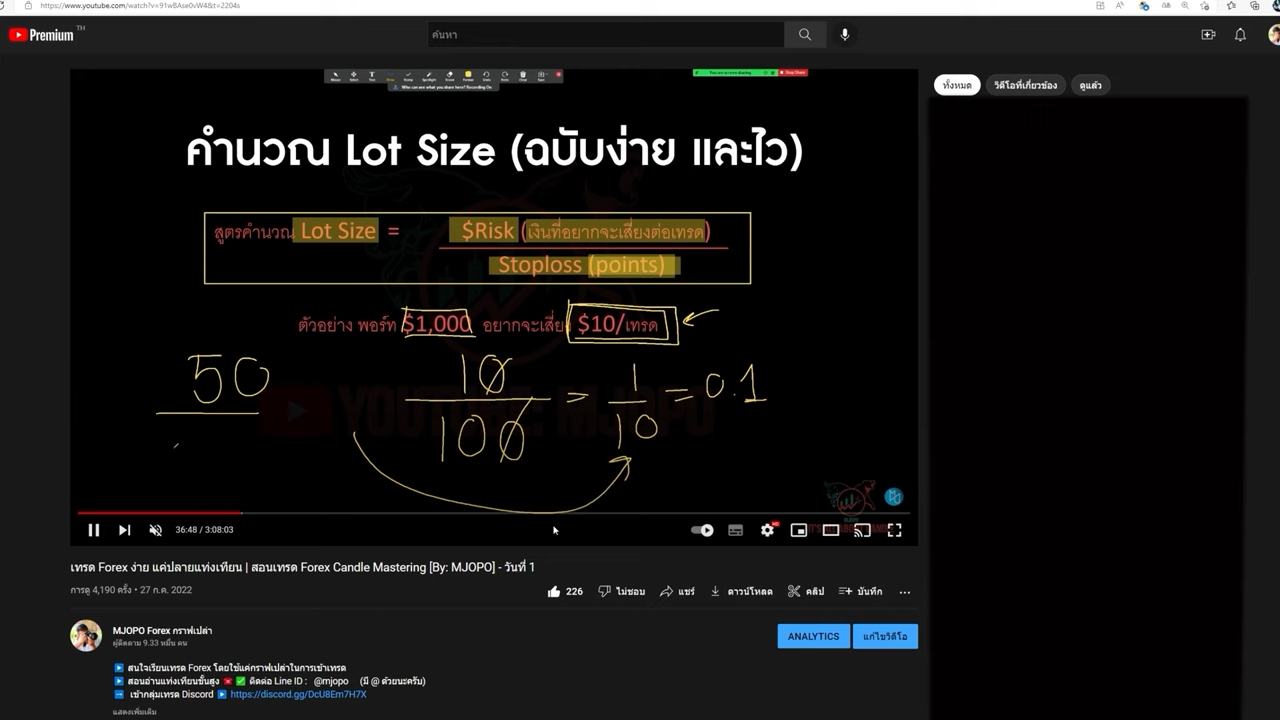 https://www.youtube.com/watch?v=91wBAse0vW4&t=2204s
Premium TH
ค้นหา
ทั้งหมด
วิดีโอที่เกี่ยวข้อง
ดูแล้ว
Who can see what you share here? Recording On
คำนวณ Lot Size (ฉบับง่าย และไว)
สูตรคำนวณ Lot Size = $Risk (เงินที่อยากจะเสี่ยงต่อเทรด)
Stoploss (points)
ตัวอย่าง พอร์ท $1,000 อยากจะเสี่ยง $10/เทรด
50
10
100
=
1
10
= 0.1
YOUTUBE: MJOPO
36:48 / 3:08:03
เทรด Forex ง่าย แค่ปลายแท่งเทียน | สอนเทรด Forex Candle Mastering [By: MJOPO] - วันที่ 1
การดู 4,190 ครั้ง • 27 ก.ค. 2022
226
ไม่ชอบ
แชร์
ดาวน์โหลด
คลิป
บันทึก
MJOPO Forex กราฟเปล่า
ผู้ติดตาม 9.33 หมื่น คน
ANALYTICS
แก้ไขวิดีโอ
สนใจเรียนเทรด Forex โดยใช้แค่กราฟเปล่าในการเข้าเทรด
สอนอ่านแท่งเทียนขั้นสูง ติดต่อ Line ID : @mjopo (มี @ ด้วยนะครับ)
เข้ากลุ่มเทรด Discord https://discord.gg/DcU8Em7H7X
แสดงเพิ่มเติม